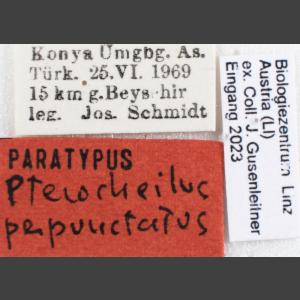 Konya Umgbg. As.
Türk. 25.VI. 1969
15 km g.Beys hir
leg. Jos. Schmidt
PARATYPUS
Pterocheilus
perpunctatus
Biologiezentrum Linz
Austria (LI)
ex. Coll. J. Gusenleitner
Eingang 2023